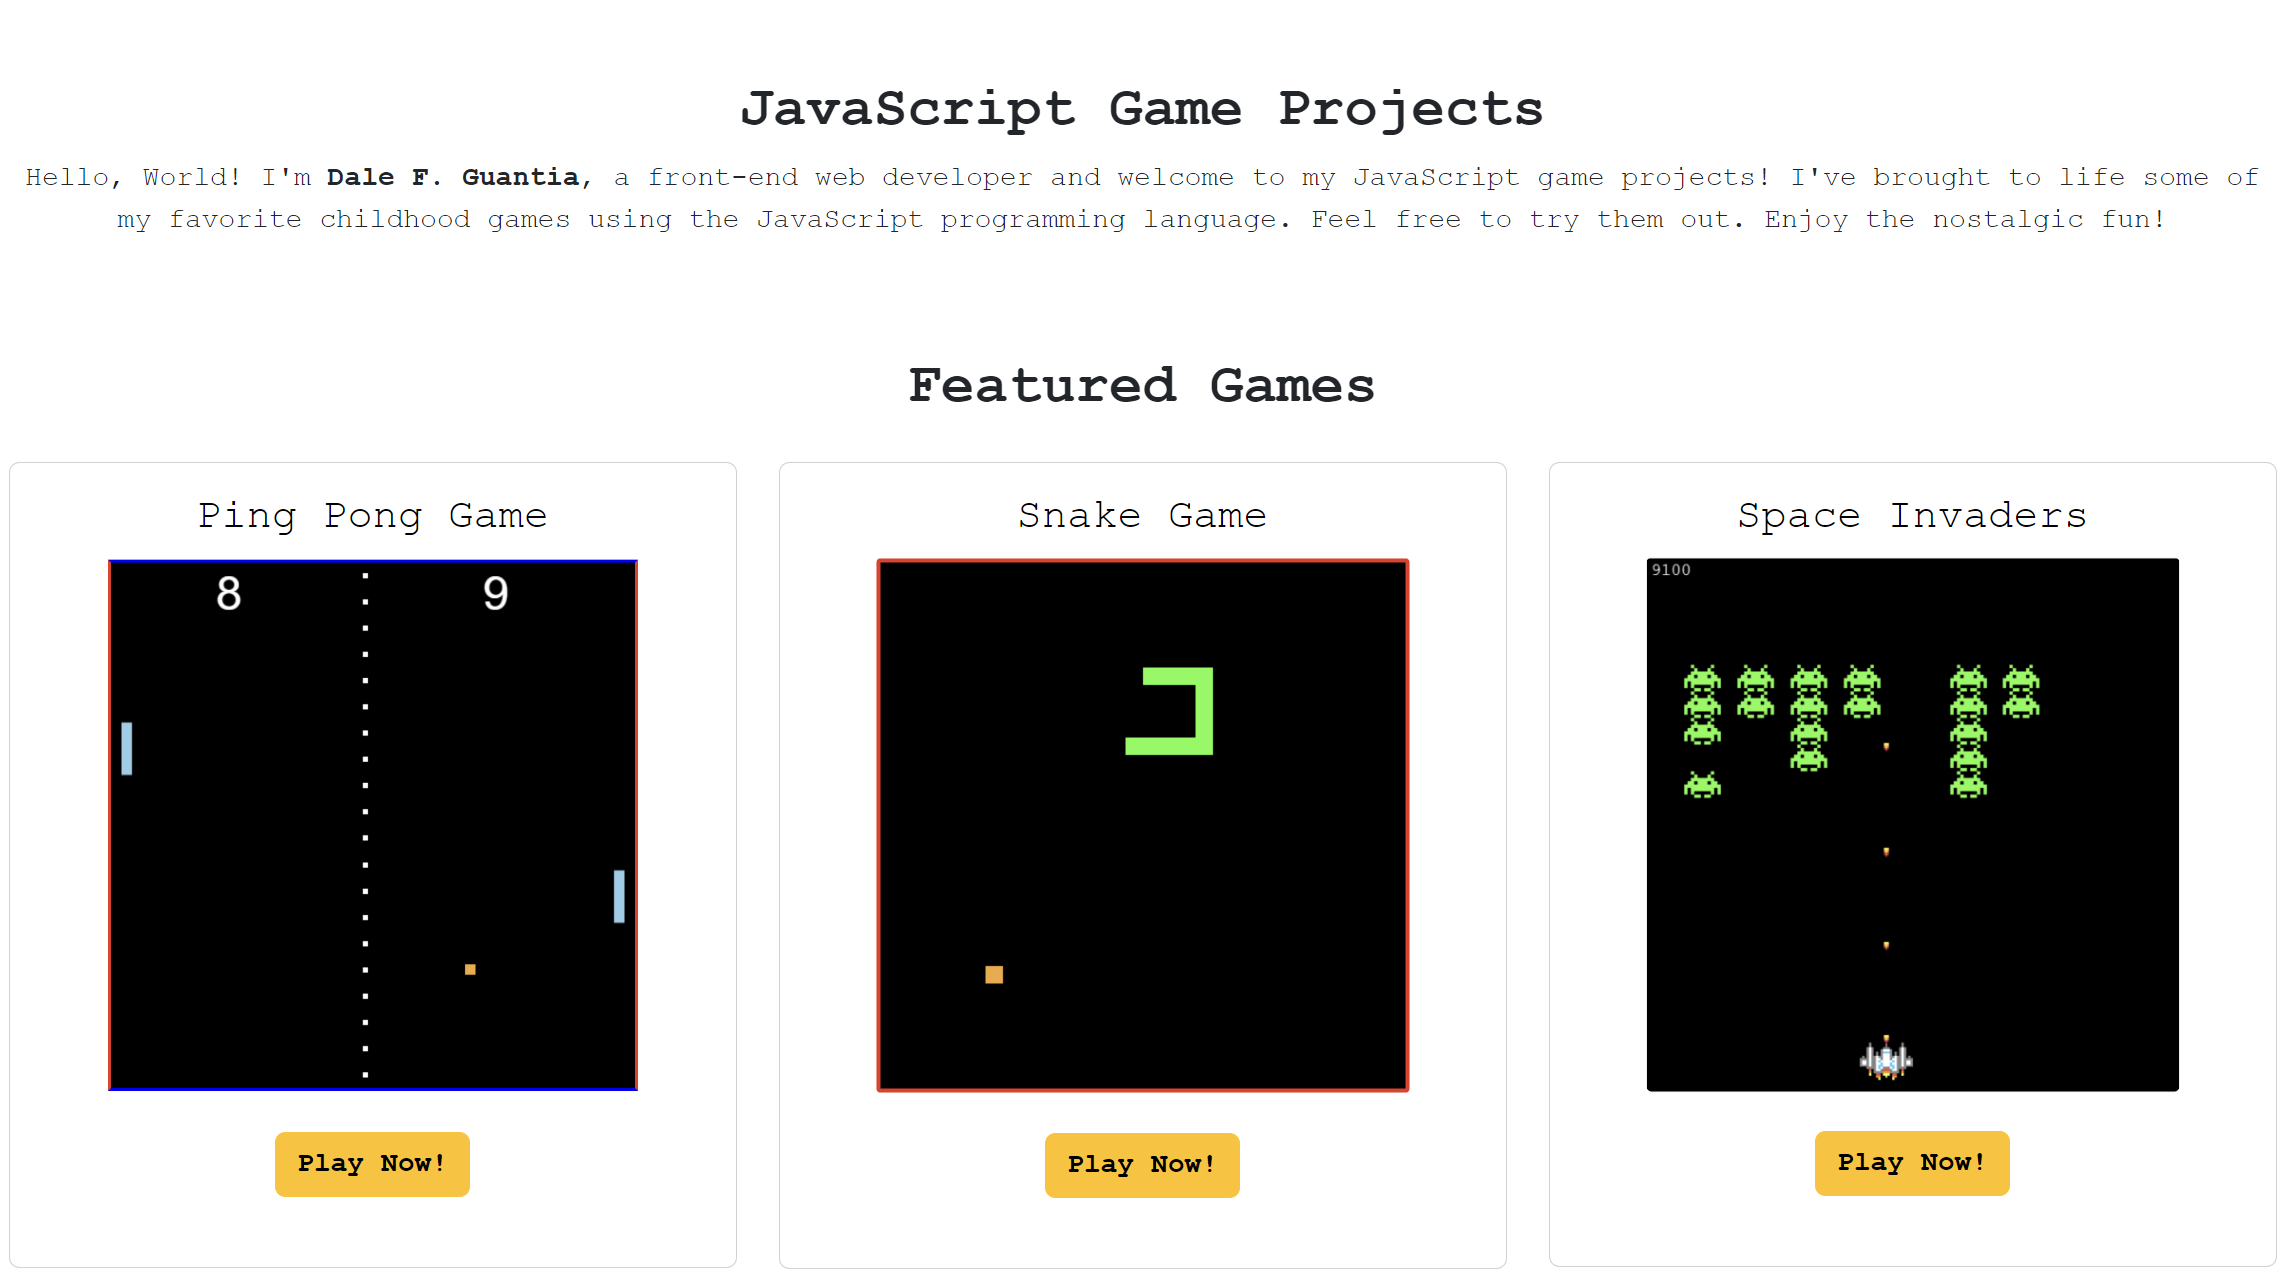 JavaScript Game Projects
Hello, World! I'm Dale F. Guantia, a front-end web developer and welcome to my JavaScript game projects! I've brought to life some of
my favorite childhood games using the JavaScript programming language. Feel free to try them out. Enjoy the nostalgic fun!
Featured Games
Ping Pong Game
8 9
Play Now!
Snake Game
Play Now!
Space Invaders
9100
Play Now!